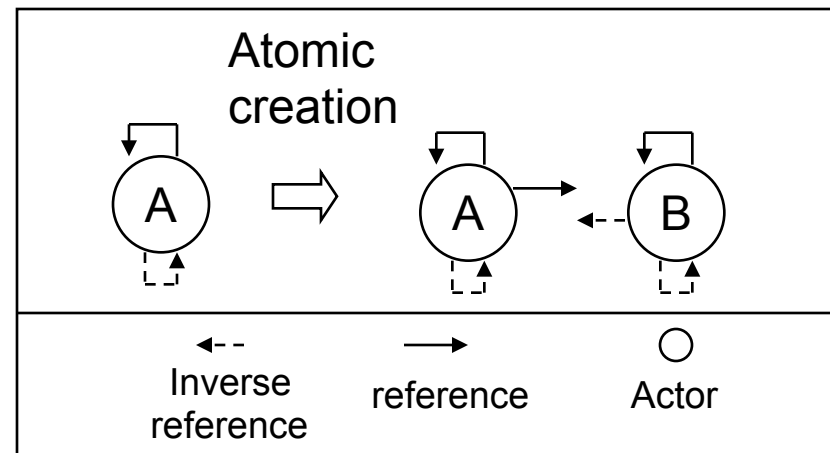 Atomic
creation
A
A
B
Inverse
reference
reference
Actor